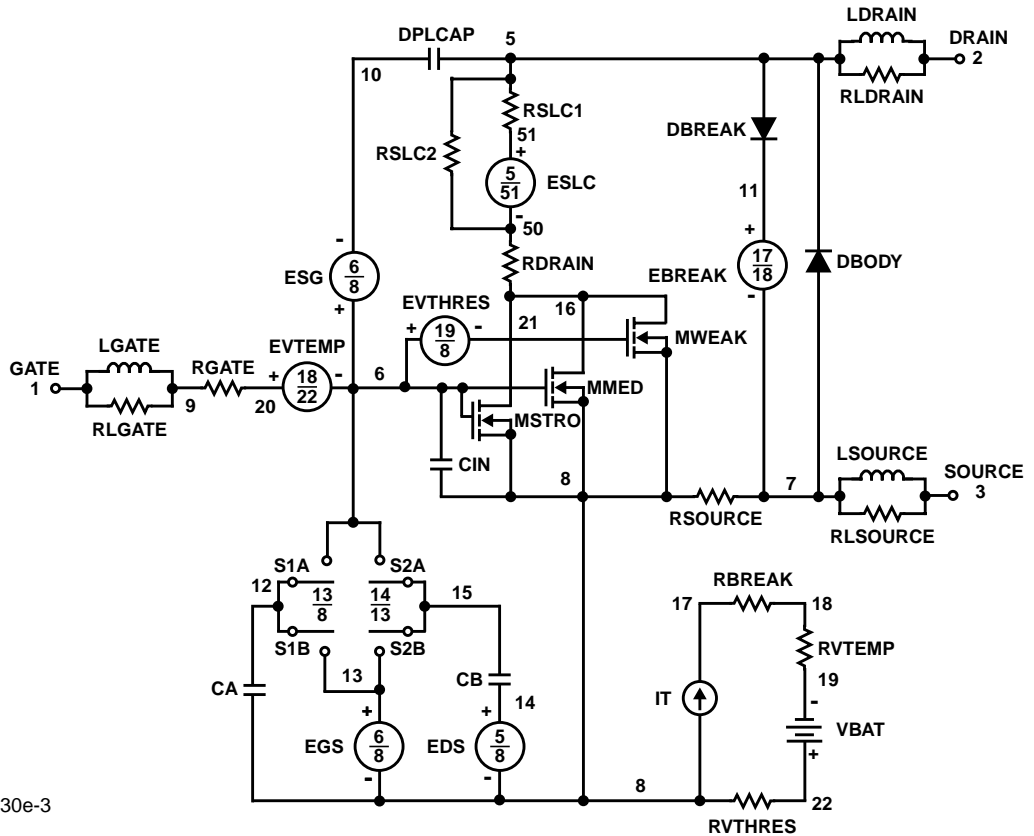 LDRAIN
DPLCAP 5 DRAIN
2
10
RLDRAIN
RSLC1
DBREAK
51
RSLC2 +
5
51
ESLC
11
-
50
- +
RDRAIN
17
18
6
8
ESG EBREAK DBODY
EVTHRES
+ 16 -
21
+ 19
8
-
MWEAK
LGATE EVTEMP
GATE RGATE
1
+ 18
22
- 6
MMED
9 20
RLGATE
MSTRO
CIN
LSOURCE
8 7 SOURCE
3
RSOURCE
RLSOURCE
S1A S2A
12 13
8
14
13
15
RBREAK
17 18
S1B S2B
RVTEMP
13
CA CB
14
19
IT
-
+ +
VBAT
EGS 6
8
EDS 5
8
+
- -
8 22
30e-3
RVTHRES